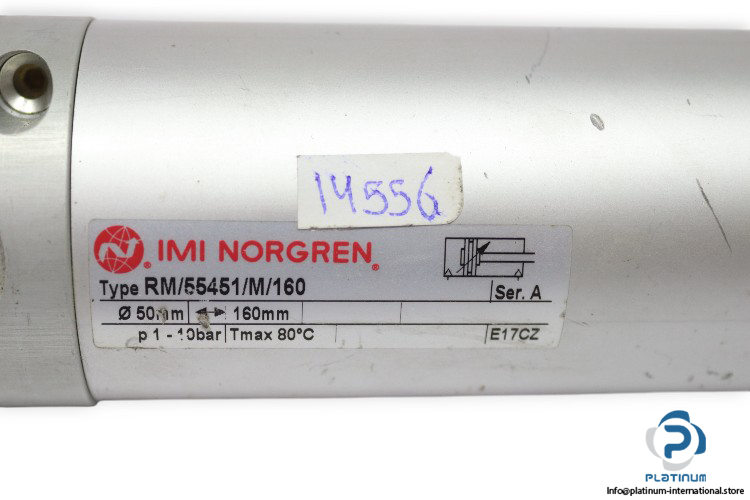 14556
IMI NORGREN®
Type RM/55451/M/160
Ser. A
Ø 50mm 160mm
p 1 - 10bar Tmax 80°C E17CZ
PLATINUM
Info@platinum-international.store